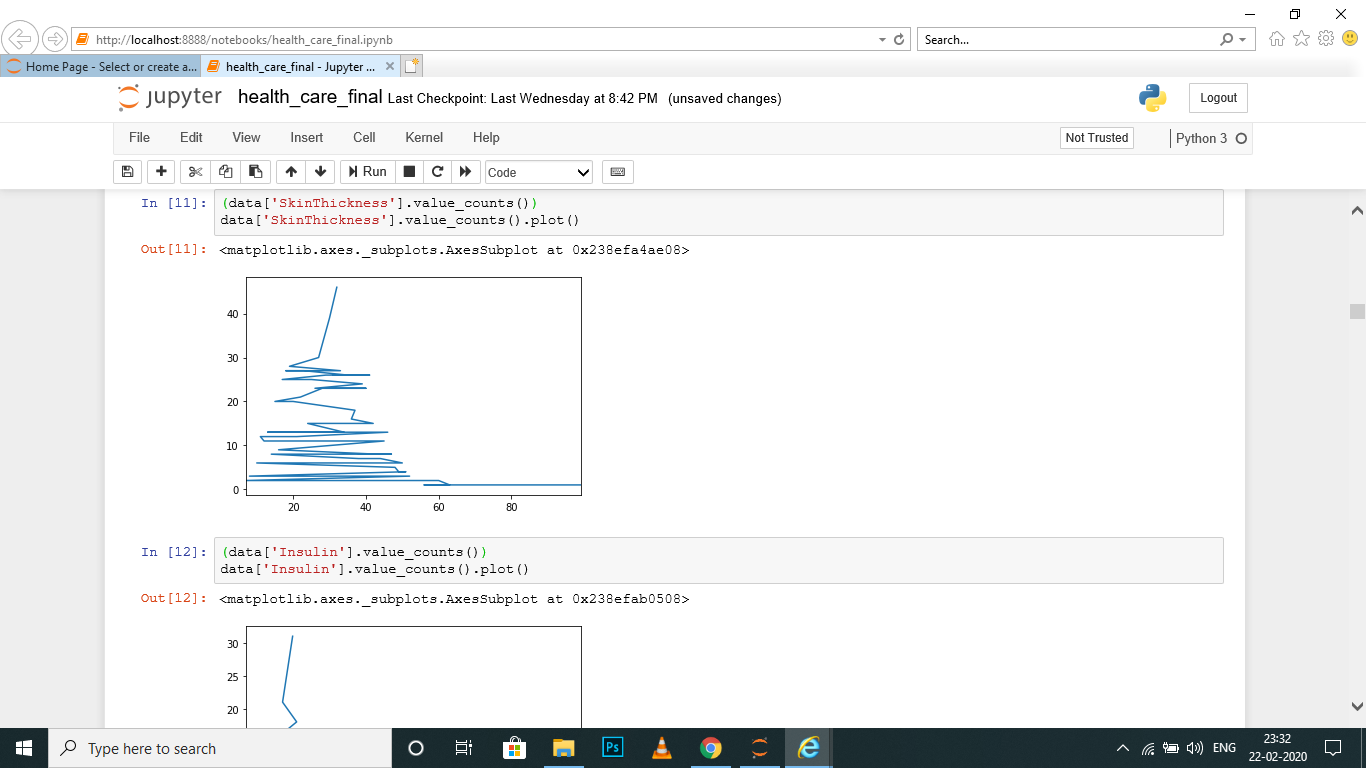 http://localhost:8888/notebooks/health_care_final.ipynb
Search...
Home Page - Select or create a...
health_care_final - Jupyter ...
jupyter health_care_final Last Checkpoint: Last Wednesday at 8:42 PM (unsaved changes)
Logout
File Edit View Insert Cell Kernel Help
Not Trusted
Python 3
Run
Code
In [11]: (data['SkinThickness'].value_counts())
data['SkinThickness'].value_counts().plot()
Out[11]: <matplotlib.axes._subplots.AxesSubplot at 0x238efa4ae08>
40
30
20
10
0
20 40 60 80
In [12]: (data['Insulin'].value_counts())
data['Insulin'].value_counts().plot()
Out[12]: <matplotlib.axes._subplots.AxesSubplot at 0x238efab0508>
30
25
20
Type here to search
Ps
ENG
23:32
22-02-2020